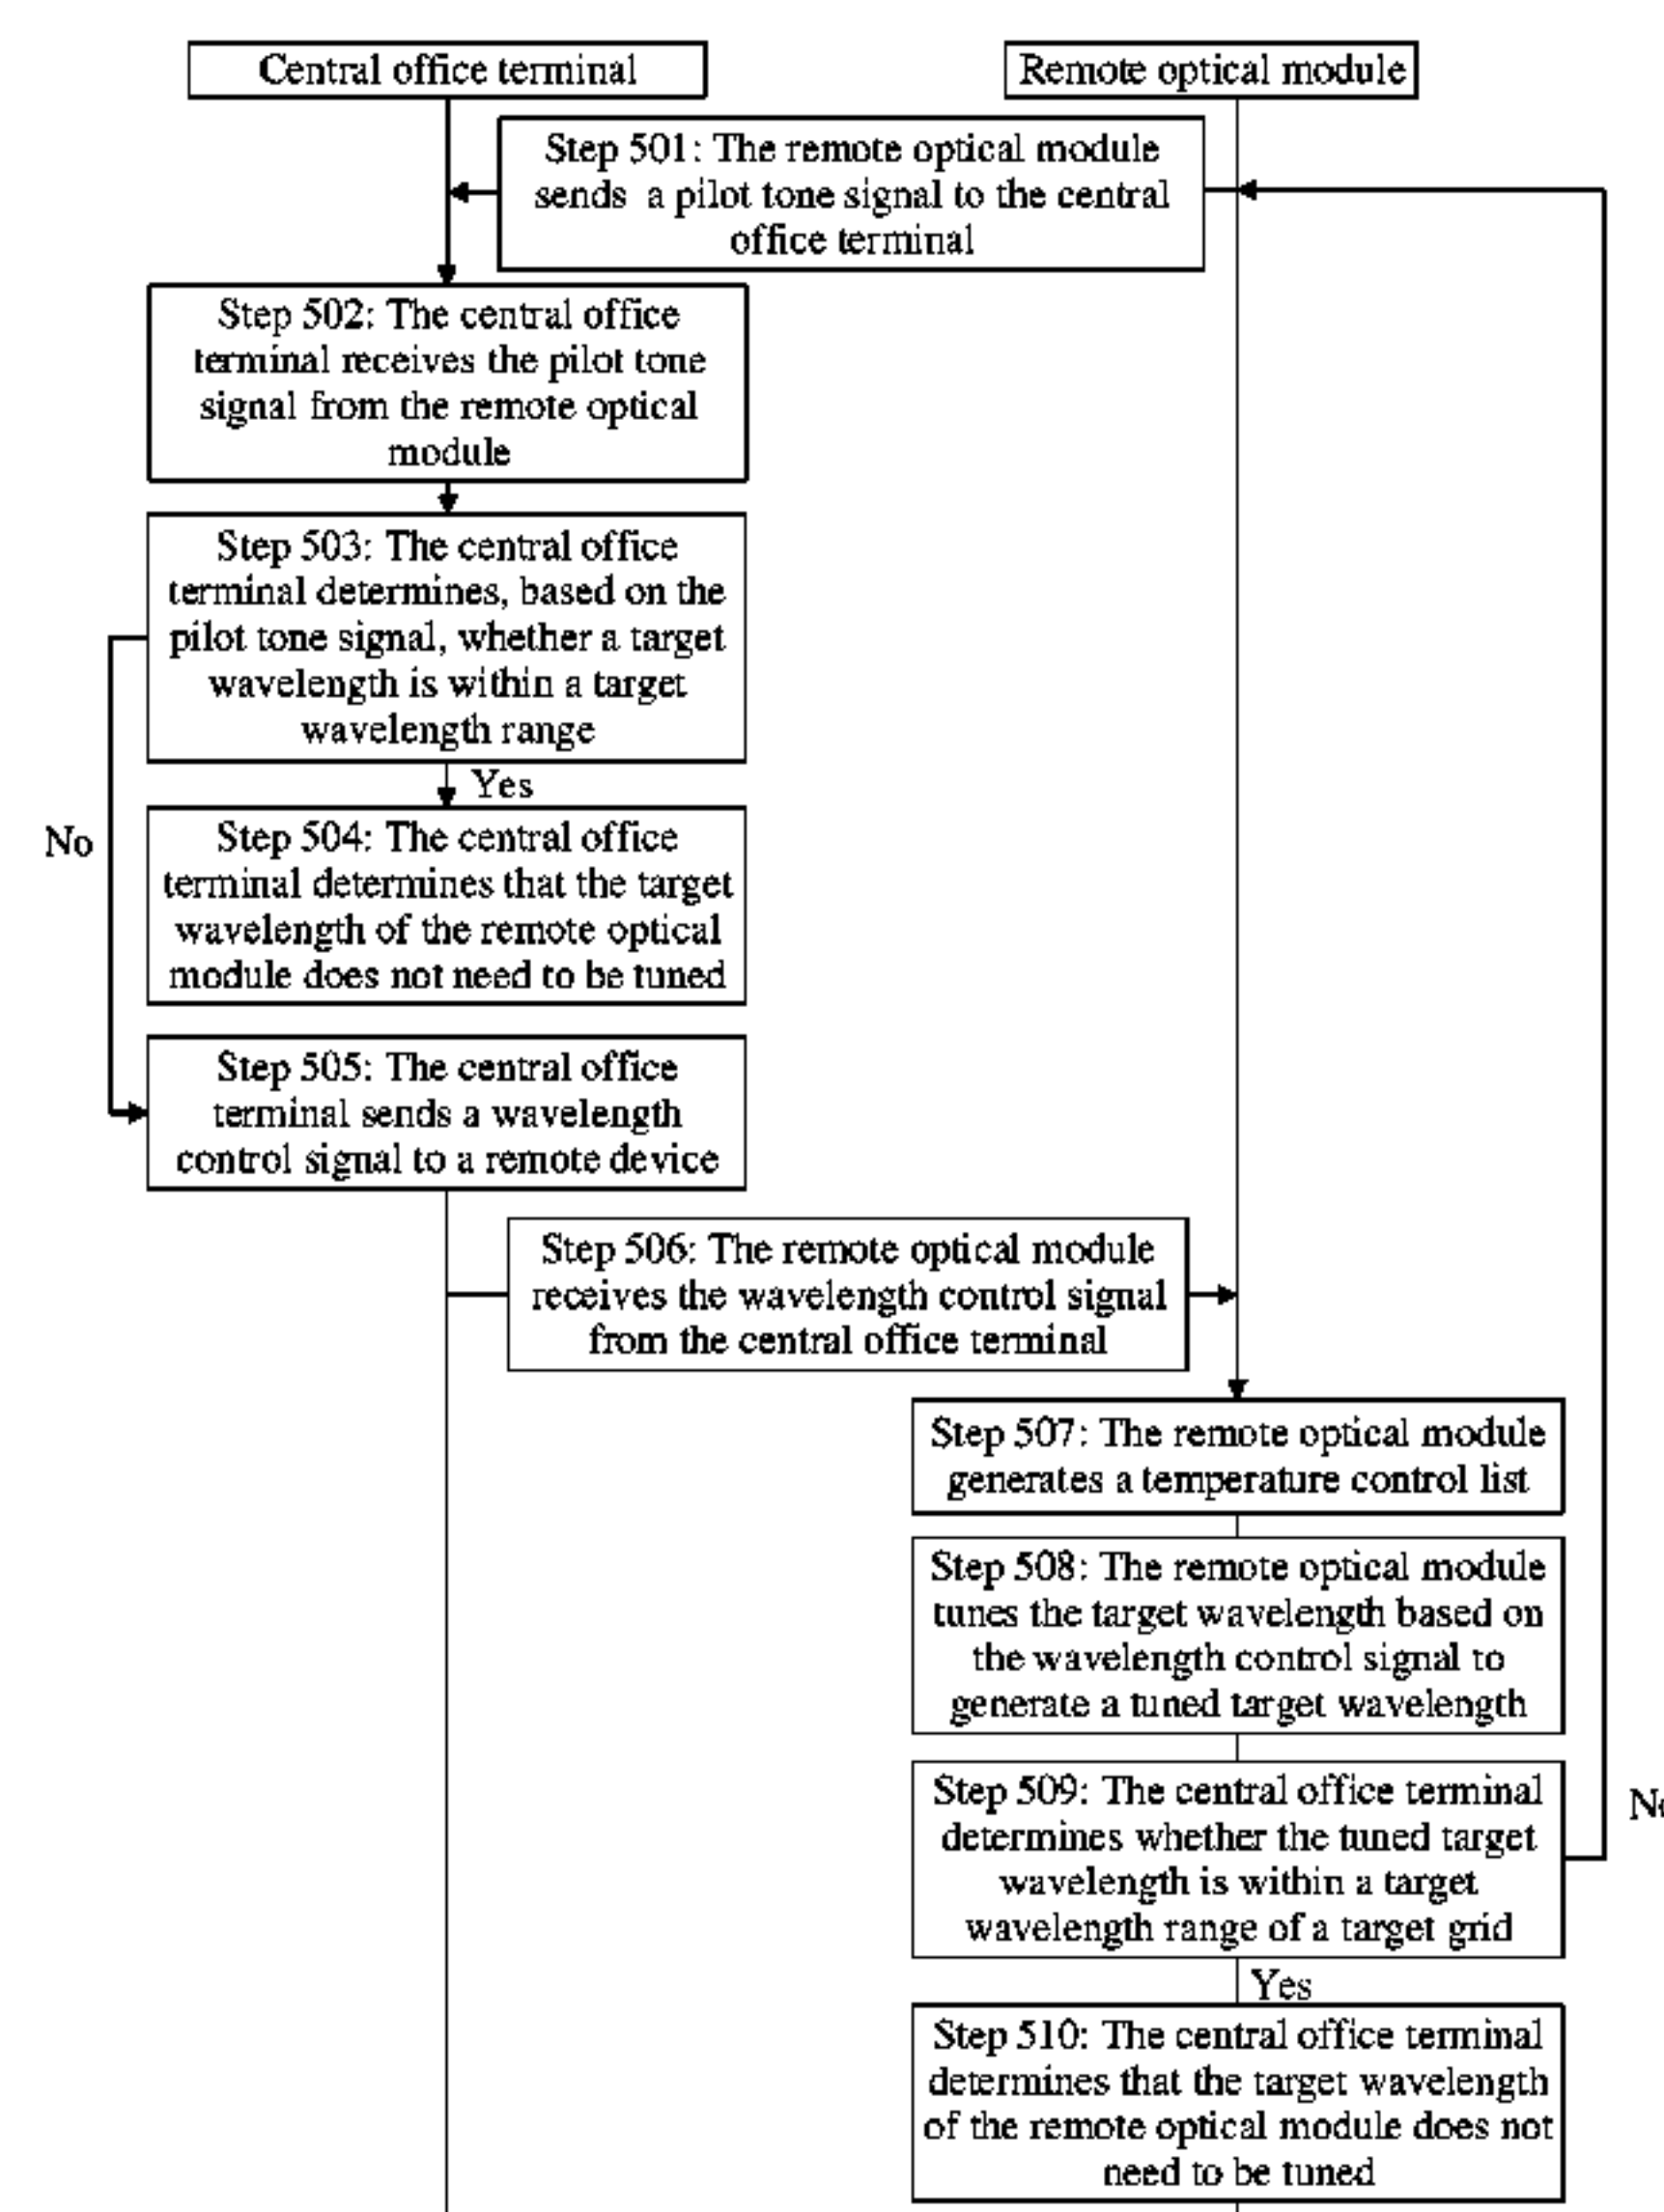 Central office terminal
Remote optical module
Step 501: The remote optical module
sends a pilot tone signal to the central
office terminal
Step 502: The central office
terminal receives the pilot tone
signal from the remote optical
module
Step 503: The central office
terminal determines, based on the
pilot tone signal, whether a target
wavelength is within a target
wavelength range
Yes
No
Step 504: The central office
terminal determines that the target
wavelength of the remote optical
module does not need to be tuned
Step 505: The central office
terminal sends a wavelength
control signal to a remote device
Step 506: The remote optical module
receives the wavelength control signal
from the central office terminal
Step 507: The remote optical module
generates a temperature control list
Step 508: The remote optical module
tunes the target wavelength based on
the wavelength control signal to
generate a tuned target wavelength
Step 509: The central office terminal
determines whether the tuned target
wavelength is within a target
wavelength range of a target grid
Yes
Step 510: The central office terminal
determines that the target wavelength
of the remote optical module does not
need to be tuned